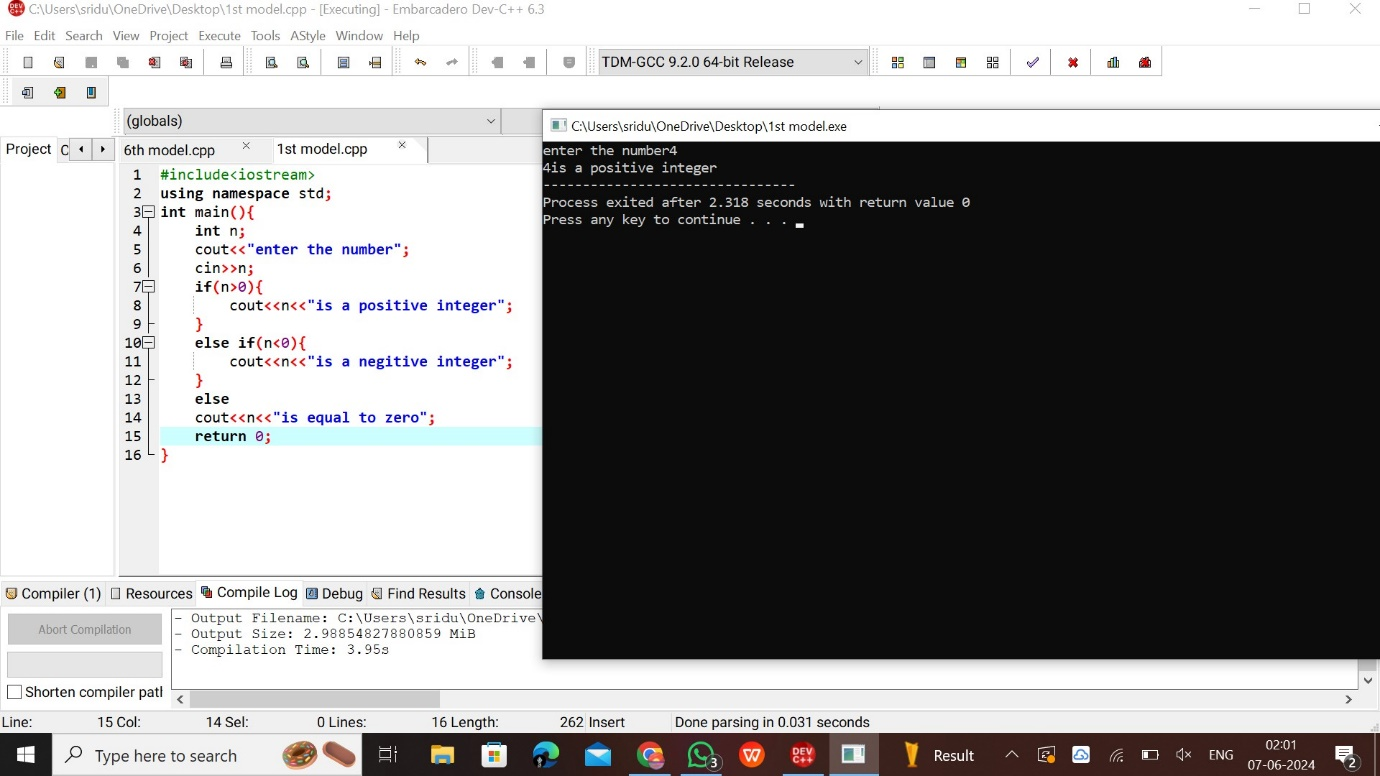 C:\Users\sridu\OneDrive\Desktop\1st model.cpp - [Executing] - Embarcadero Dev-C++ 6.3
File Edit Search View Project Execute Tools AStyle Window Help
TDM-GCC 9.2.0 64-bit Release
(globals)
C:\Users\sridu\OneDrive\Desktop\1st model.exe
Project C 6th model.cpp 1st model.cpp
enter the number4
4is a positive integer
--------------------------------
Process exited after 2.318 seconds with return value 0
Press any key to continue . . .
1 #include<iostream>
2 using namespace std;
3 int main(){
4 int n;
5 cout<<"enter the number";
6 cin>>n;
7 if(n>0){
8 cout<<n<<"is a positive integer";
9 }
10 else if(n<0){
11 cout<<n<<"is a negitive integer";
12 }
13 else
14 cout<<n<<"is equal to zero";
15 return 0;
16 }
Compiler (1) Resources Compile Log Debug Find Results Console
Abort Compilation
Shorten compiler path
- Output Filename: C:\Users\sridu\OneDrive\
- Output Size: 2.98854827880859 MiB
- Compilation Time: 3.95s
Line: 15 Col: 14 Sel: 0 Lines: 16 Length: 262 Insert Done parsing in 0.031 seconds
Type here to search
DEV C++
3
W
Result
ENG
02:01
07-06-2024
2